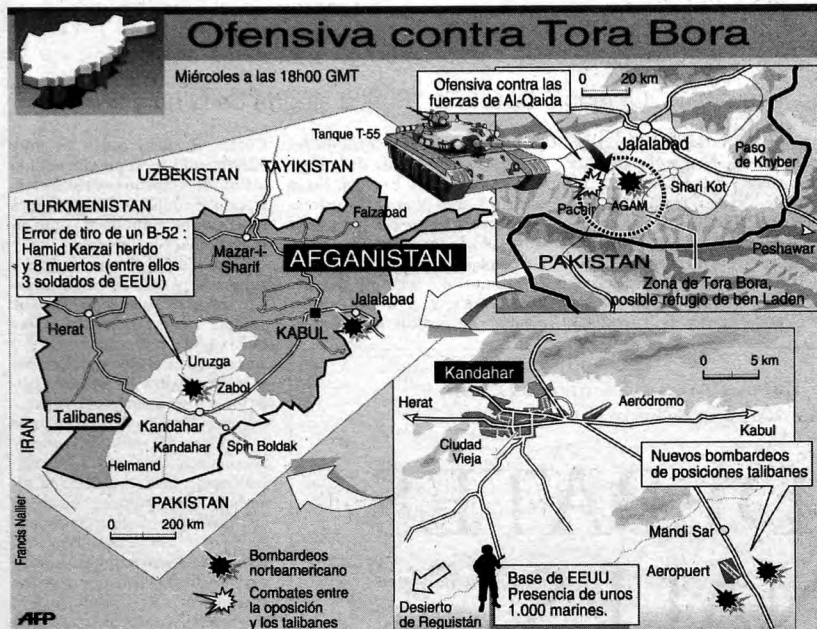 Ofensiva contra Tora Bora
Miércoles a las 18h00 GMT
Tanque T-55
Ofensiva contra las
fuerzas de Al-Qaida
0 20 km
Jalalabad
Paso
de Khyber
Shari Kot
Pacair
AGAM
Peshawar
PAKISTAN
Zona de Tora Bora,
posible refugio de ben Laden
UZBEKISTAN
TAYIKISTAN
TURKMENISTAN
Faizabad
Error de tiro de un B-52 :
Hamid Karzai herido
y 8 muertos (entre ellos
3 soldados de EEUU)
Mazar-i-
Sharif
AFGANISTAN
Jalalabad
KABUL
Herat
Uruzga
Zabol
Talibanes
Kandahar
Kandahar
Spin Boldak
Helmand
IRAN
PAKISTAN
0 200 km
Francis Nallier
Bombardeos
norteamericano
Combates entre
la oposición
y los talibanes
AFP
Kandahar
0 5 km
Herat
Aeródromo
Kabul
Ciudad
Vieja
Nuevos bombardeos
de posiciones talibanes
Mandi Sar
Aeropuert
Base de EEUU.
Presencia de unos
1.000 marines.
Desierto
de Reguistán